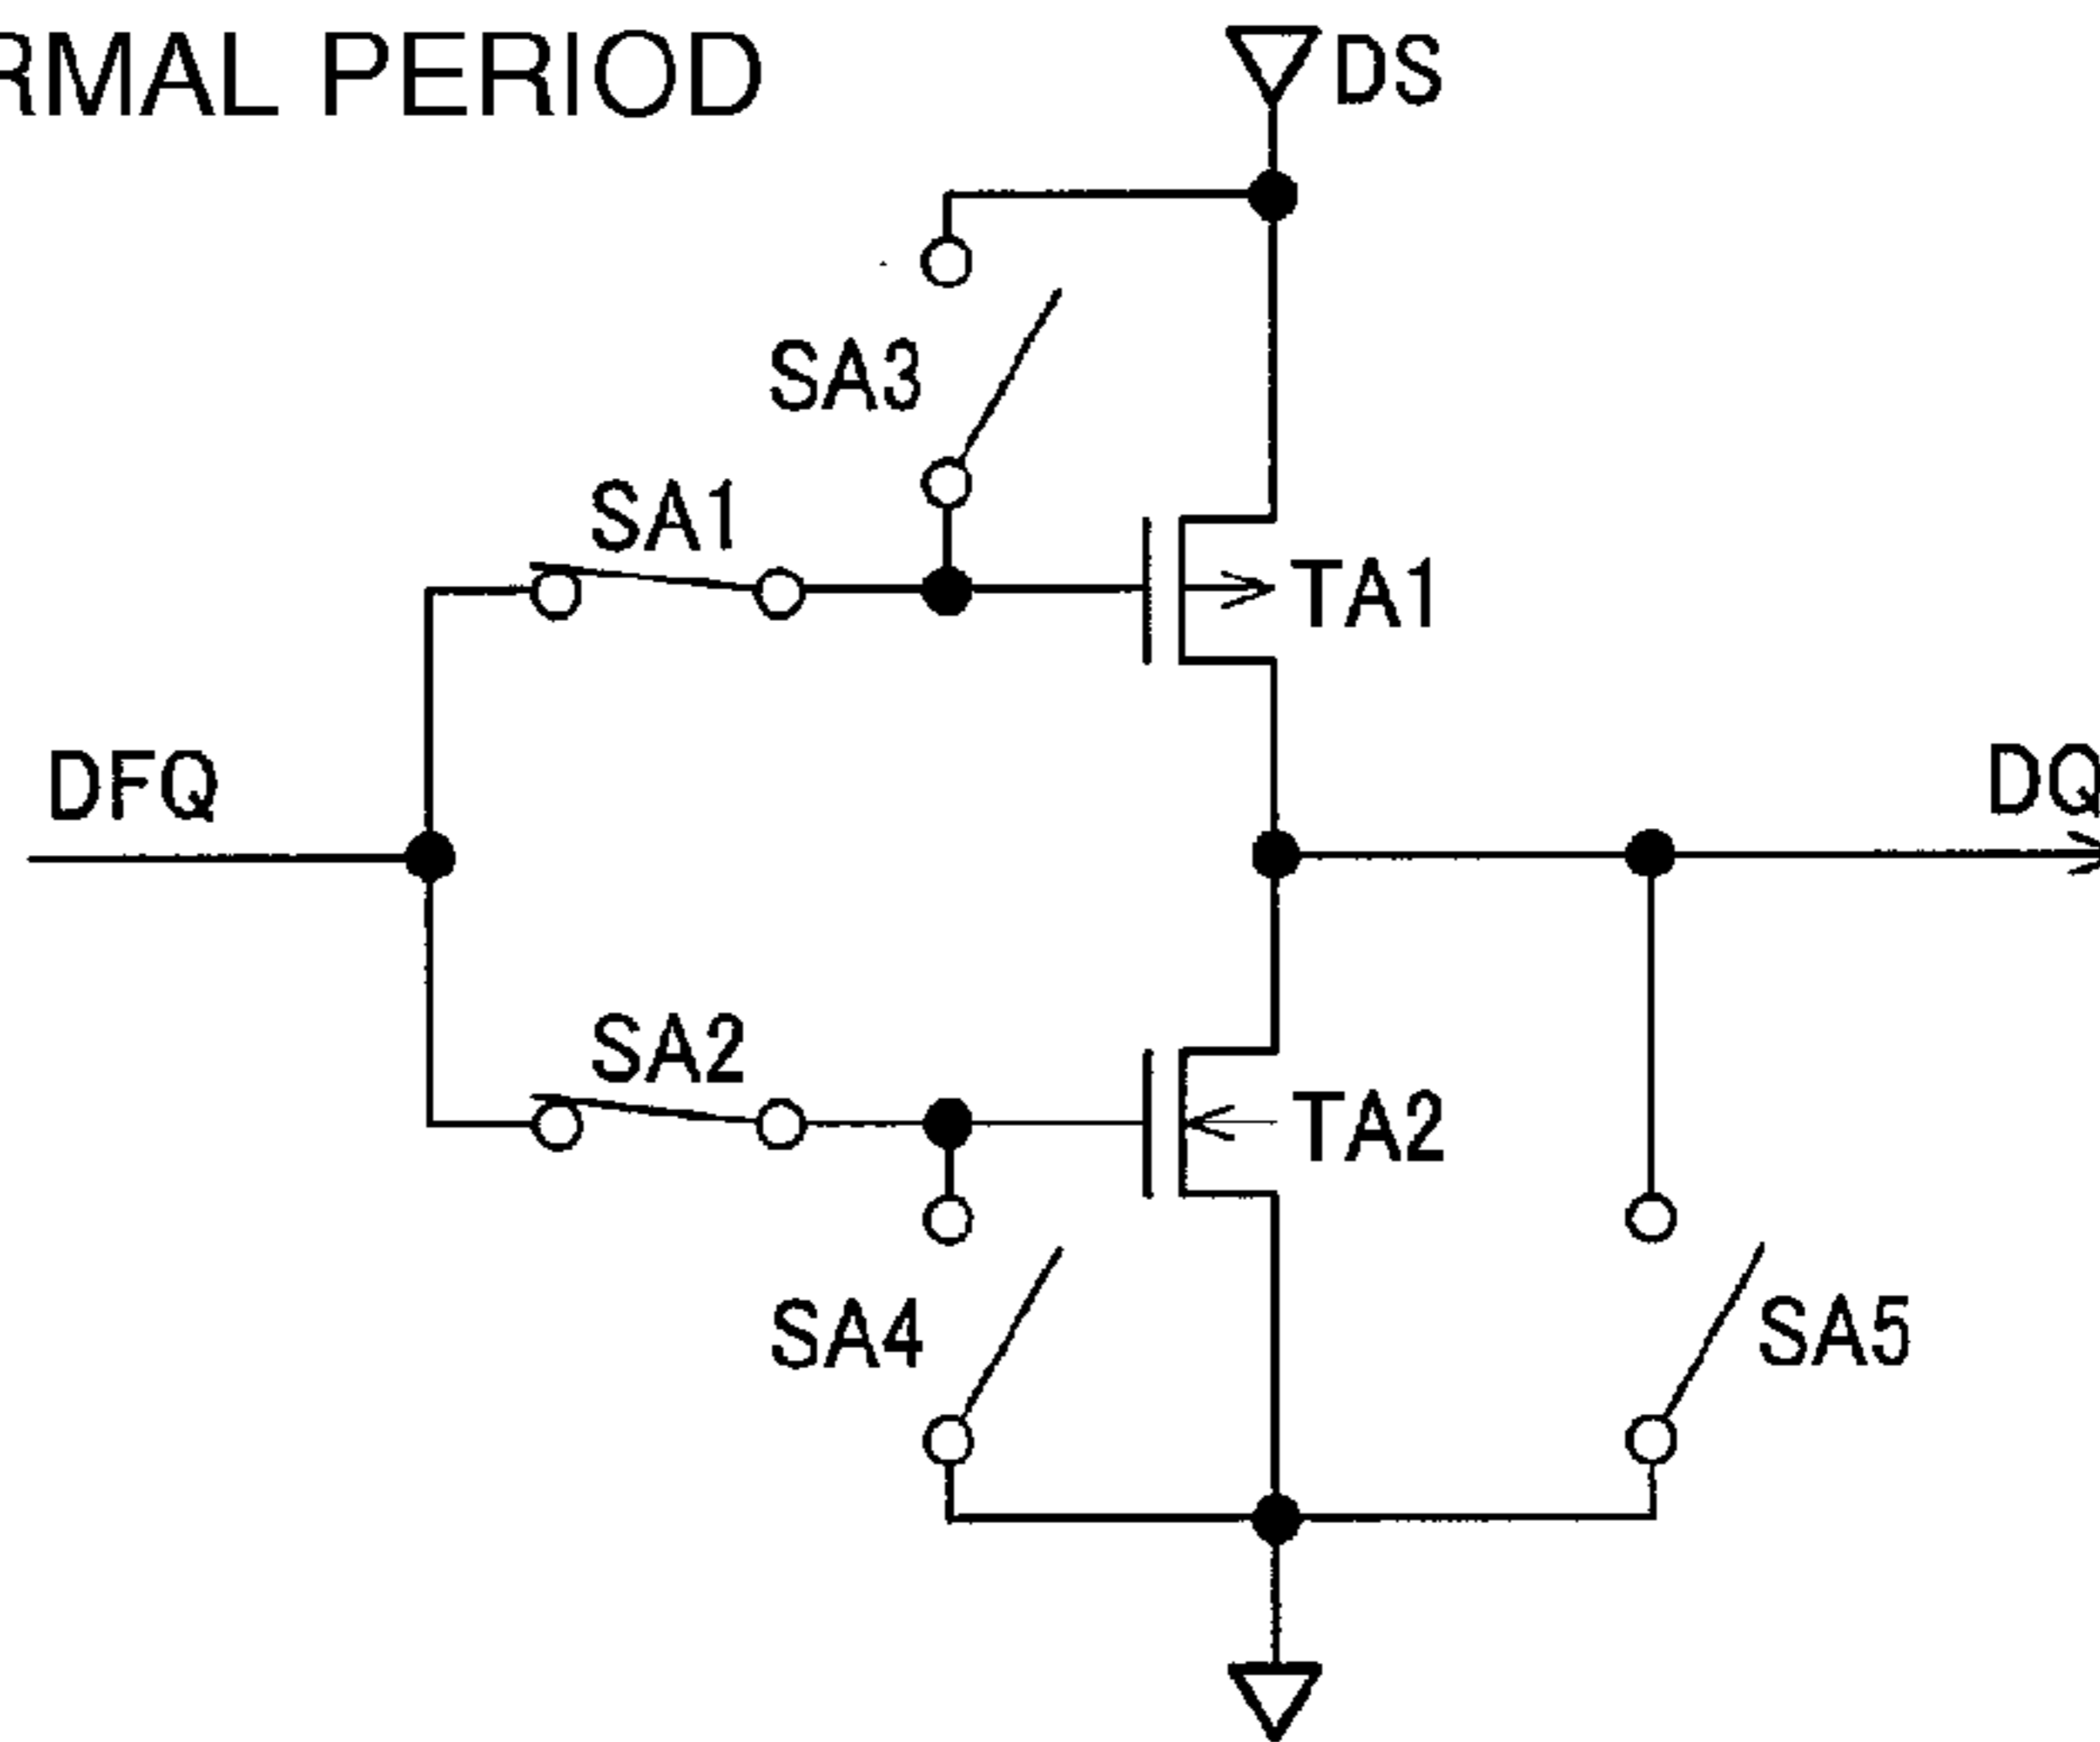 RMAL PERIOD
DS
SA3
SA1
TA1
DFQ
DQ
SA2
TA2
SA4
SA5